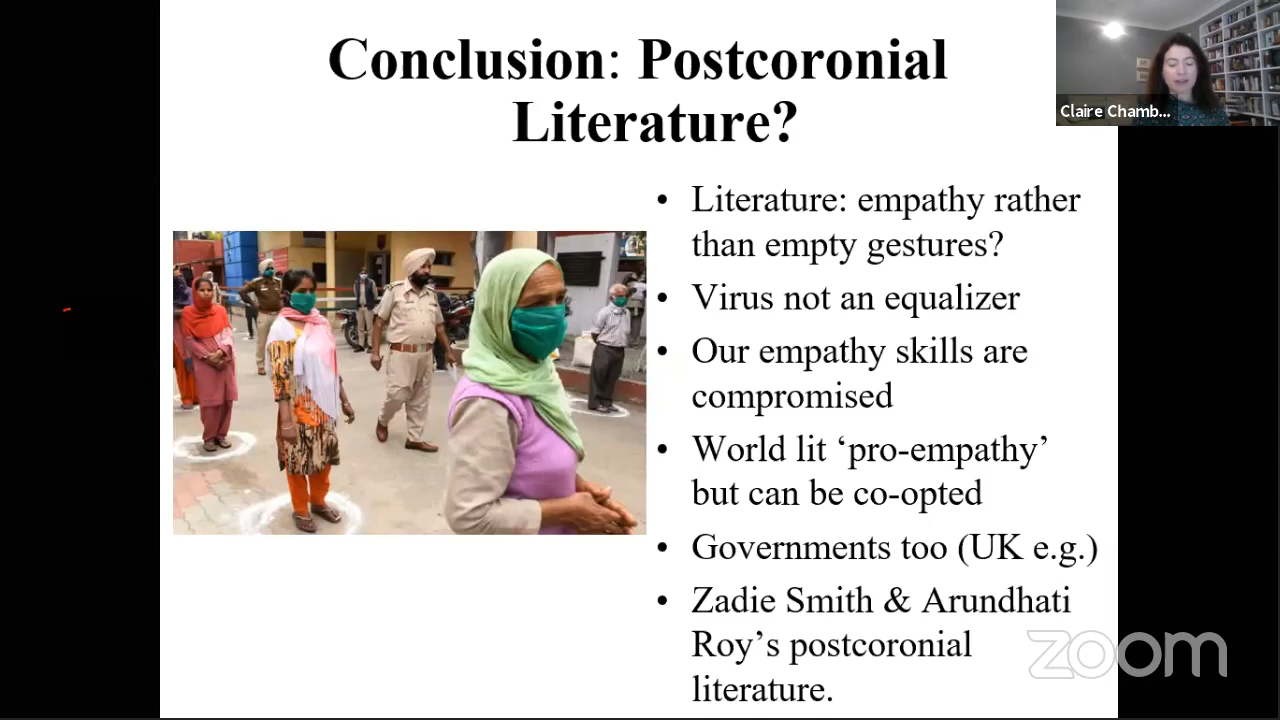 Conclusion: Postcoronial
Literature?
Claire Chamb...
• Literature: empathy rather
than empty gestures?
• Virus not an equalizer
• Our empathy skills are
compromised
• World lit ‘pro-empathy’
but can be co-opted
• Governments too (UK e.g.)
• Zadie Smith & Arundhati
Roy’s postcoronial
literature.
zoom